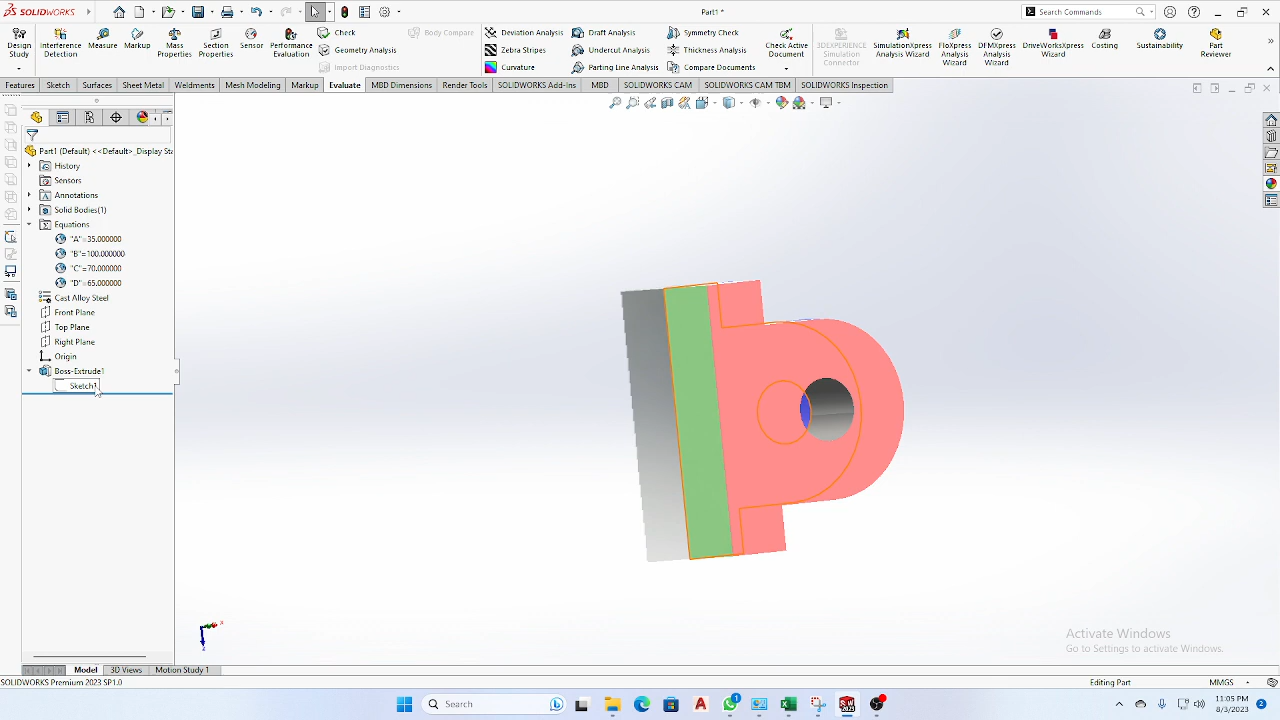 SOLIDWORKS
Part1 *
Search Commands
Design Study
Interference Detection
Measure
Markup
Mass Properties
Section Properties
Sensor
Performance Evaluation
Check
Geometry Analysis
Import Diagnostics
Body Compare
Deviation Analysis
Zebra Stripes
Curvature
Draft Analysis
Undercut Analysis
Parting Line Analysis
Symmetry Check
Thickness Analysis
Compare Documents
Check Active Document
3DEXPERIENCE Simulation Connector
SimulationXpress Analysis Wizard
FloXpress Analysis Wizard
DFMXpress Analysis Wizard
DriveWorksXpress Wizard
Costing
Sustainability
Part Reviewer
Features
Sketch
Surfaces
Sheet Metal
Weldments
Mesh Modeling
Markup
Evaluate
MBD Dimensions
Render Tools
SOLIDWORKS Add-Ins
MBD
SOLIDWORKS CAM
SOLIDWORKS CAM TBM
SOLIDWORKS Inspection
Part1 (Default) <<Default>_Display Sta
History
Sensors
Annotations
Solid Bodies(1)
Equations
"A"=35.000000
"B"=100.000000
"C"=70.000000
"D"=65.000000
Cast Alloy Steel
Front Plane
Top Plane
Right Plane
Origin
Boss-Extrude1
Sketch1
Activate Windows
Go to Settings to activate Windows.
Model
3D Views
Motion Study 1
SOLIDWORKS Premium 2023 SP1.0
Editing Part
MMGS
Search
11:05 PM
8/3/2023